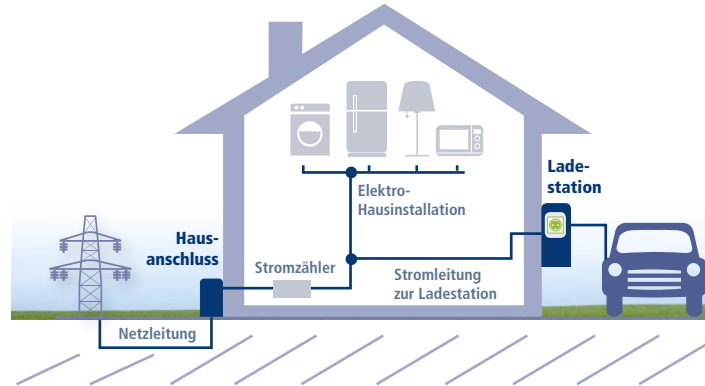 Lade-
station
Elektro-
Hausinstallation
Haus-
anschluss
Stromzähler
Stromleitung
zur Ladestation
Netzleitung